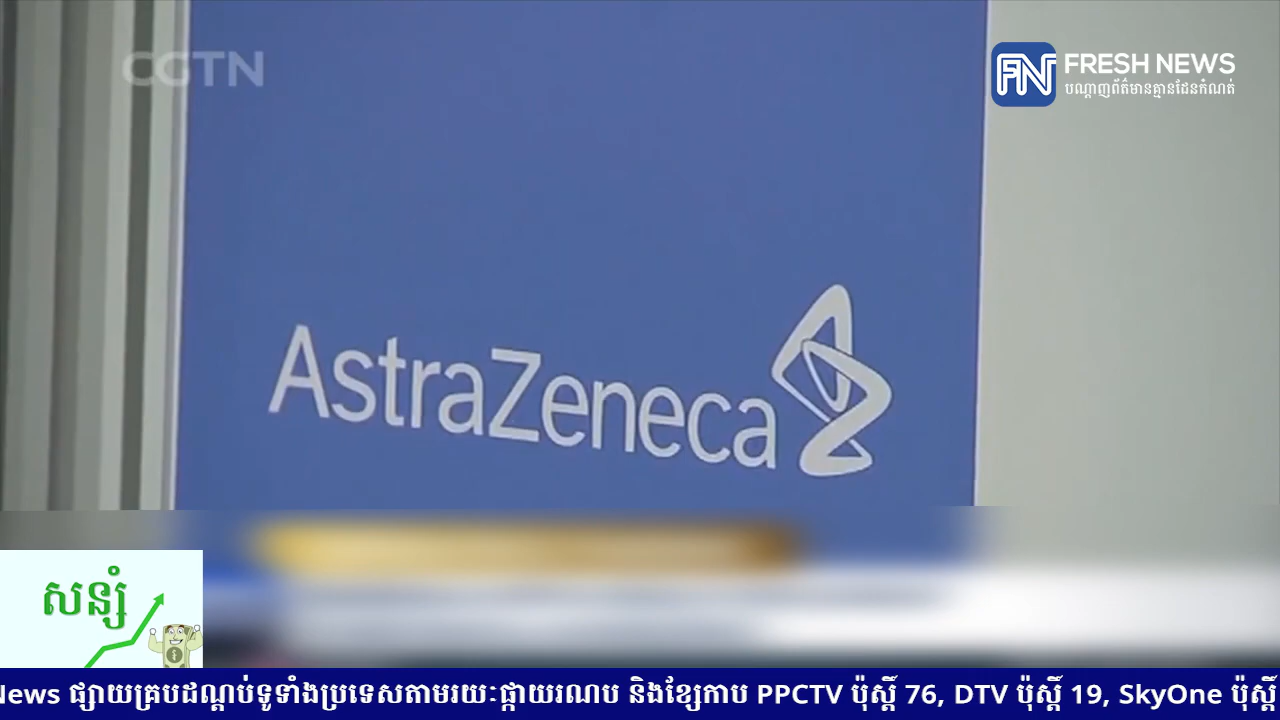 CGTN
FN FRESH NEWS
បណ្ដាញព័ត៌មានគ្មានដែនកំណត់
AstraZeneca
សន្សំ
News ផ្សាយគ្របដណ្ដប់ទូទាំងប្រទេសតាមរយៈផ្កាយរណប និងខ្សែកាប PPCTV ប៉ុស្តិ៍ 76, DTV ប៉ុស្តិ៍ 19, SkyOne ប៉ុស្តិ៍